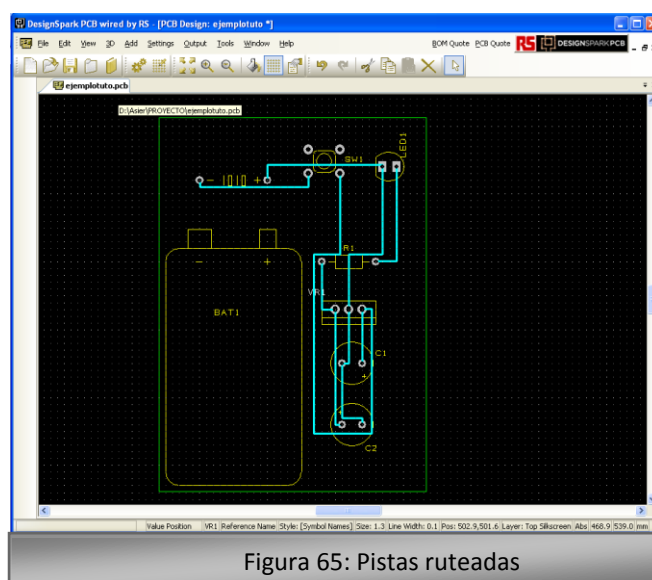 DesignSpark PCB wired by RS - [PCB Design: ejemplotuto *]
File Edit View 3D Add Settings Output Tools Window Help BOM Quote PCB Quote RS DESIGNSPARKPCB
ejemplotuto.pcb
D:\Asier\PROYECTO\ejemplotuto.pcb
LED1
SW1
- +
R1
- +
VR1
BAT1
C1
+
C2
Value Position VR1 Reference Name Style: [Symbol Names] Size: 1.3 Line Width: 0.1 Pos: 502.9,501.6 Layer: Top Silkscreen Abs 468.9 539.0 mm
Figura 65: Pistas ruteadas